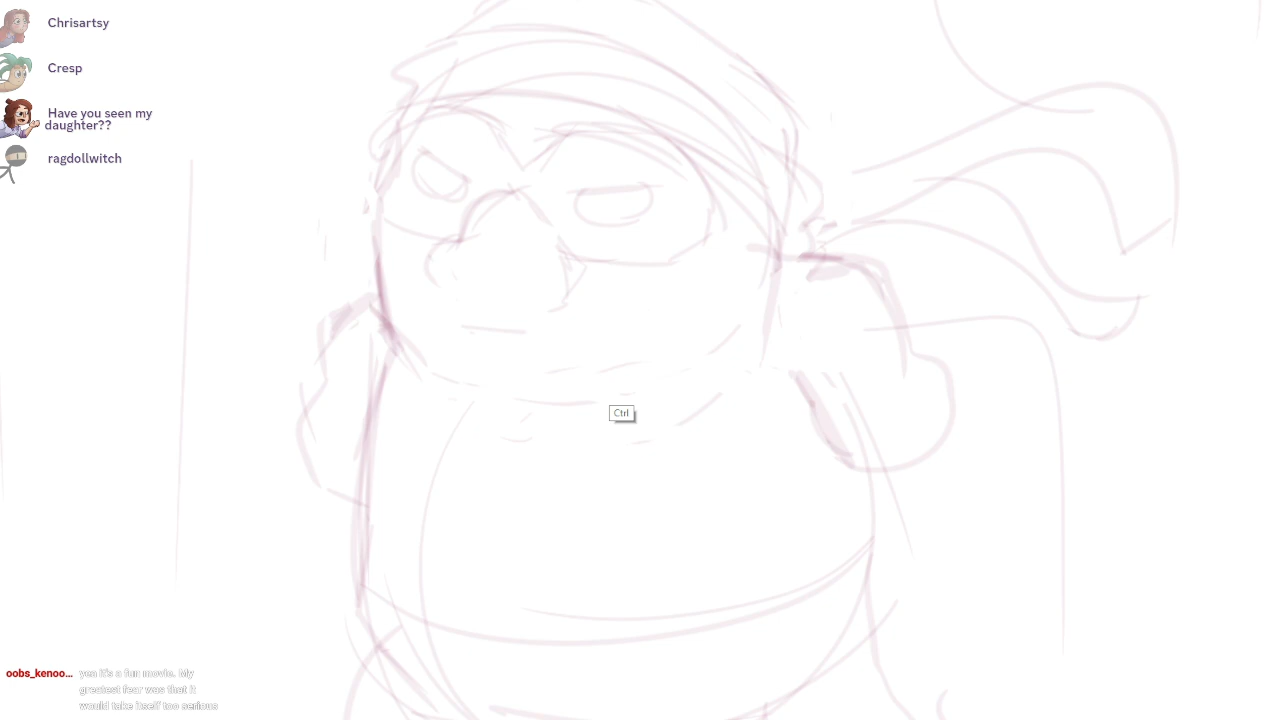 Chrisartsy
Cresp
Have you seen my
daughter??
ragdollwitch
Ctrl
oobs_kenoo... yea it's a fun movie. My
greatest fear was that it
would take itself too serious